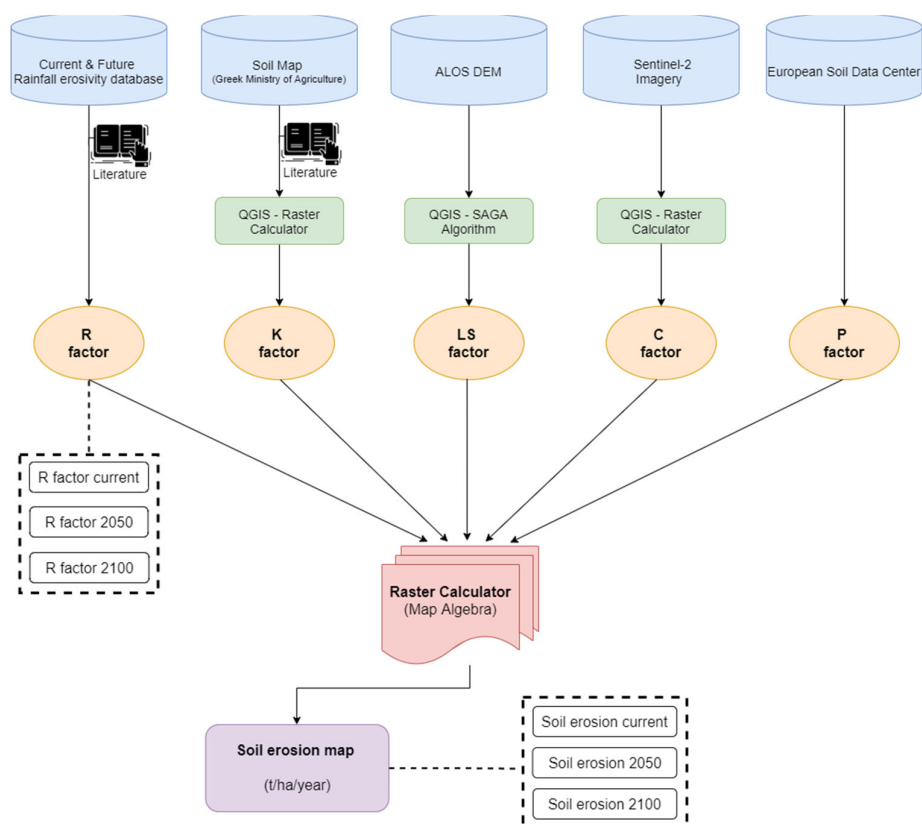 Current & Future
Rainfall erosivity database
Soil Map
(Greek Ministry of Agriculture)
ALOS DEM
Sentinel-2
Imagery
European Soil Data Center
Literature
Literature
QGIS - Raster
Calculator
QGIS - SAGA
Algorithm
QGIS - Raster
Calculator
R
factor
K
factor
LS
factor
C
factor
P
factor
R factor current
R factor 2050
R factor 2100
Raster Calculator
(Map Algebra)
Soil erosion map
(t/ha/year)
Soil erosion current
Soil erosion 2050
Soil erosion 2100